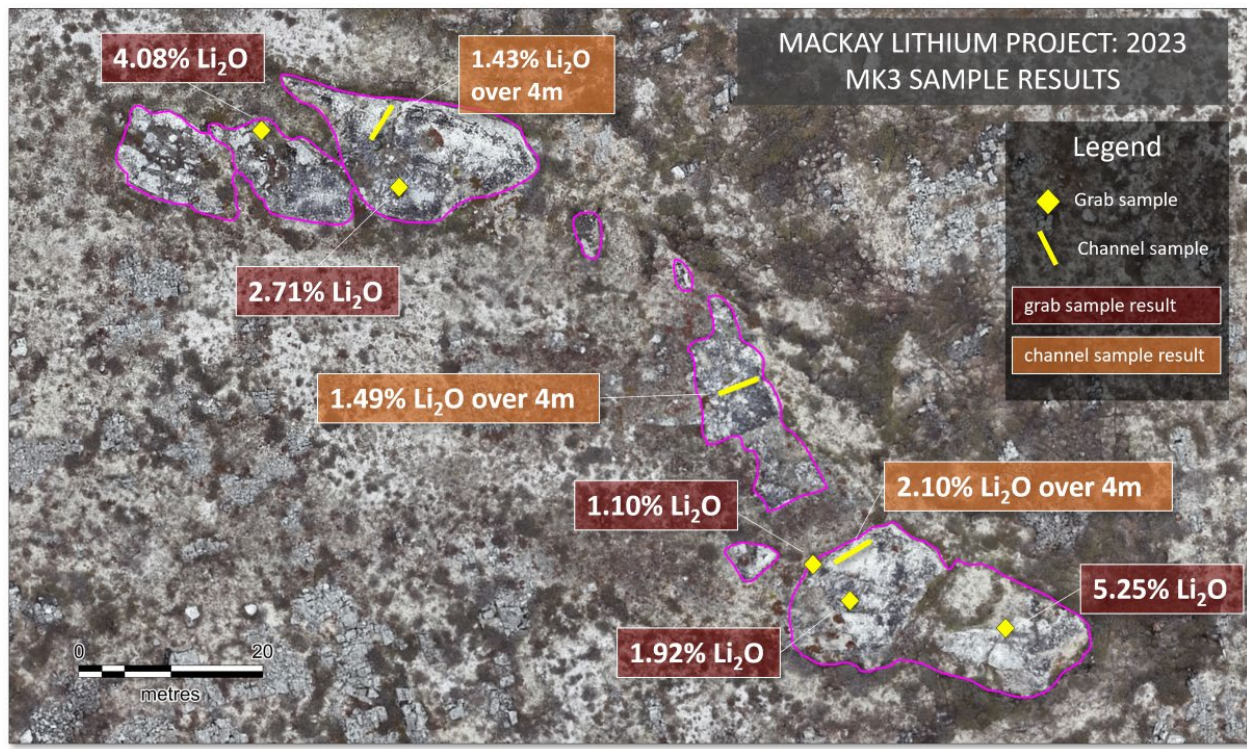 MACKAY LITHIUM PROJECT: 2023
MK3 SAMPLE RESULTS
4.08% Li₂O
1.43% Li₂O
over 4m
Legend
Grab sample
Channel sample
grab sample result
channel sample result
2.71% Li₂O
1.49% Li₂O over 4m
1.10% Li₂O
2.10% Li₂O over 4m
5.25% Li₂O
1.92% Li₂O
0 20
metres